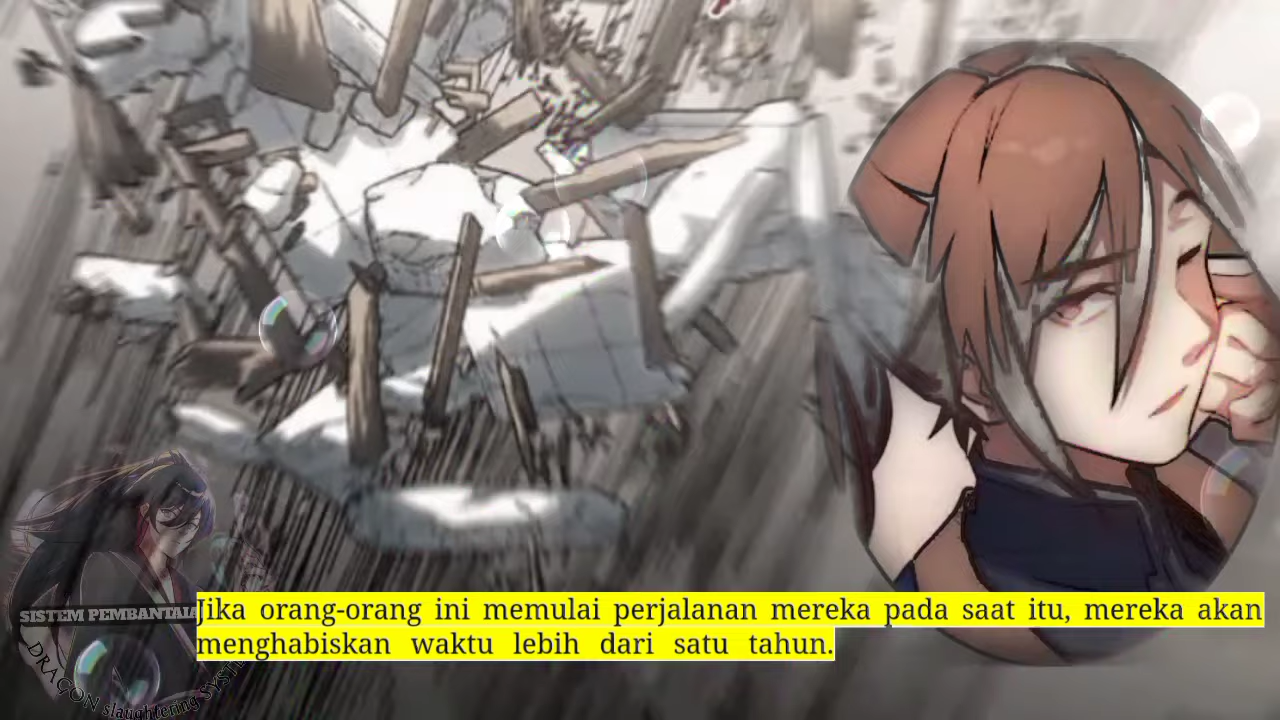 SISTEM PEMBANTAIA
Jika orang-orang ini memulai perjalanan mereka pada saat itu, mereka akan
menghabiskan waktu lebih dari satu tahun.
DRAGON slaughtering SYSTE